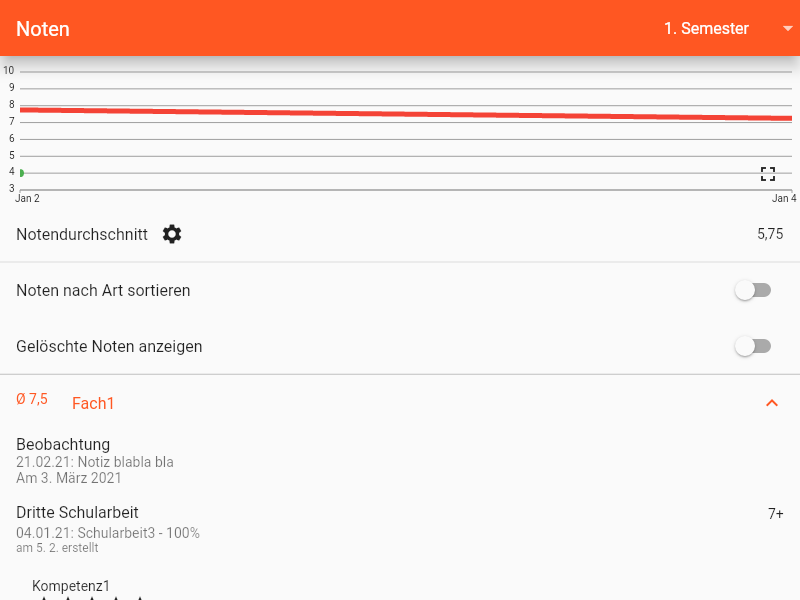 Noten
1. Semester
10
9
8
7
6
5
4
3
Jan 2
Jan 4
Notendurchschnitt
5,75
Noten nach Art sortieren
Gelöschte Noten anzeigen
Ø 7,5
Fach1
Beobachtung
21.02.21: Notiz blabla bla
Am 3. März 2021
Dritte Schularbeit
7+
04.01.21: Schularbeit3 - 100%
am 5. 2. erstellt
Kompetenz1